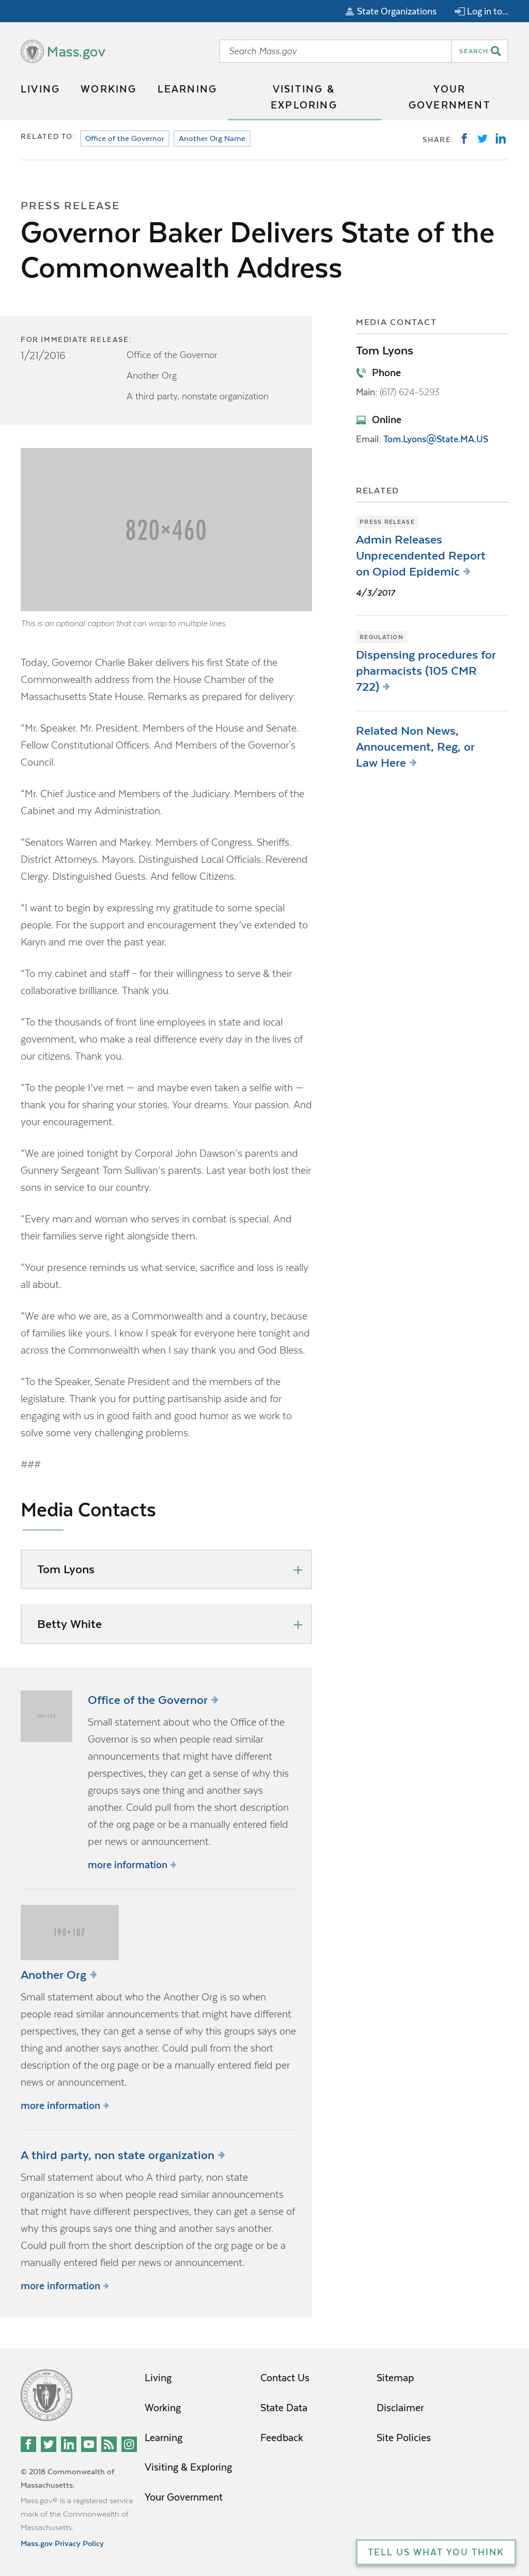 State Organizations
Log in to...
Mass.gov
Search Mass.gov
SEARCH
LIVING
WORKING
LEARNING
VISITING &
EXPLORING
YOUR
GOVERNMENT
RELATED TO:
Office of the Governor
Another Org Name
SHARE:
PRESS RELEASE
Governor Baker Delivers State of the
Commonwealth Address
FOR IMMEDIATE RELEASE:
1/21/2016
Office of the Governor
Another Org
A third party, nonstate organization
820×460
This is an optional caption that can wrap to multiple lines.
Today, Governor Charlie Baker delivers his first State of the
Commonwealth address from the House Chamber of the
Massachusetts State House. Remarks as prepared for delivery:
"Mr. Speaker. Mr. President. Members of the House and Senate.
Fellow Constitutional Officers. And Members of the Governor's
Council.
"Mr. Chief Justice and Members of the Judiciary. Members of the
Cabinet and my Administration.
"Senators Warren and Markey. Members of Congress. Sheriffs.
District Attorneys. Mayors. Distinguished Local Officials. Reverend
Clergy. Distinguished Guests. And fellow Citizens.
"I want to begin by expressing my gratitude to some special
people. For the support and encouragement they've extended to
Karyn and me over the past year.
"To my cabinet and staff – for their willingness to serve & their
collaborative brilliance. Thank you.
"To the thousands of front line employees in state and local
government, who make a real difference every day in the lives of
our citizens. Thank you.
"To the people I've met — and maybe even taken a selfie with —
thank you for sharing your stories. Your dreams. Your passion. And
your encouragement.
"We are joined tonight by Corporal John Dawson's parents and
Gunnery Sergeant Tom Sullivan's parents. Last year both lost their
sons in service to our country.
"Every man and woman who serves in combat is special. And
their families serve right alongside them.
"Your presence reminds us what service, sacrifice and loss is really
all about.
"We are who we are, as a Commonwealth and a country, because
of families like yours. I know I speak for everyone here tonight and
across the Commonwealth when I say thank you and God Bless.
"To the Speaker, Senate President and the members of the
legislature. Thank you for putting partisanship aside and for
engaging with us in good faith and good humor as we work to
solve some very challenging problems.
###
Media Contacts
Tom Lyons
Betty White
MEDIA CONTACT
Tom Lyons
Phone
Main: (617) 624-5293
Online
Email: Tom.Lyons@State.MA.US
RELATED
PRESS RELEASE
Admin Releases
Unprecendented Report
on Opiod Epidemic
4/3/2017
REGULATION
Dispensing procedures for
pharmacists (105 CMR
722)
Related Non News,
Annoucement, Reg, or
Law Here
Office of the Governor
Small statement about who the Office of the
Governor is so when people read similar
announcements that might have different
perspectives, they can get a sense of why this
groups says one thing and another says
another. Could pull from the short description
of the org page or be a manually entered field
per news or announcement.
more information
190×107
Another Org
Small statement about who the Another Org is so when
people read similar announcements that might have different
perspectives, they can get a sense of why this groups says one
thing and another says another. Could pull from the short
description of the org page or be a manually entered field per
news or announcement.
more information
A third party, non state organization
Small statement about who A third party, non state
organization is so when people read similar announcements
that might have different perspectives, they can get a sense of
why this groups says one thing and another says another.
Could pull from the short description of the org page or be a
manually entered field per news or announcement.
more information
© 2018 Commonwealth of
Massachusetts.
Mass.gov® is a registered service
mark of the Commonwealth of
Massachusetts.
Mass.gov Privacy Policy
Living
Working
Learning
Visiting & Exploring
Your Government
Contact Us
State Data
Feedback
Sitemap
Disclaimer
Site Policies
TELL US WHAT YOU THINK